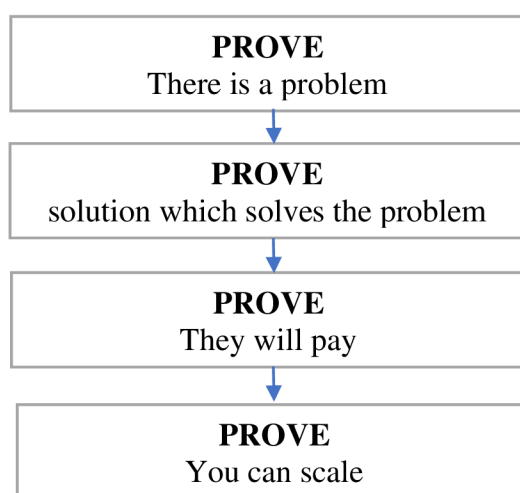 PROVE
There is a problem
PROVE
solution which solves the problem
PROVE
They will pay
PROVE
You can scale